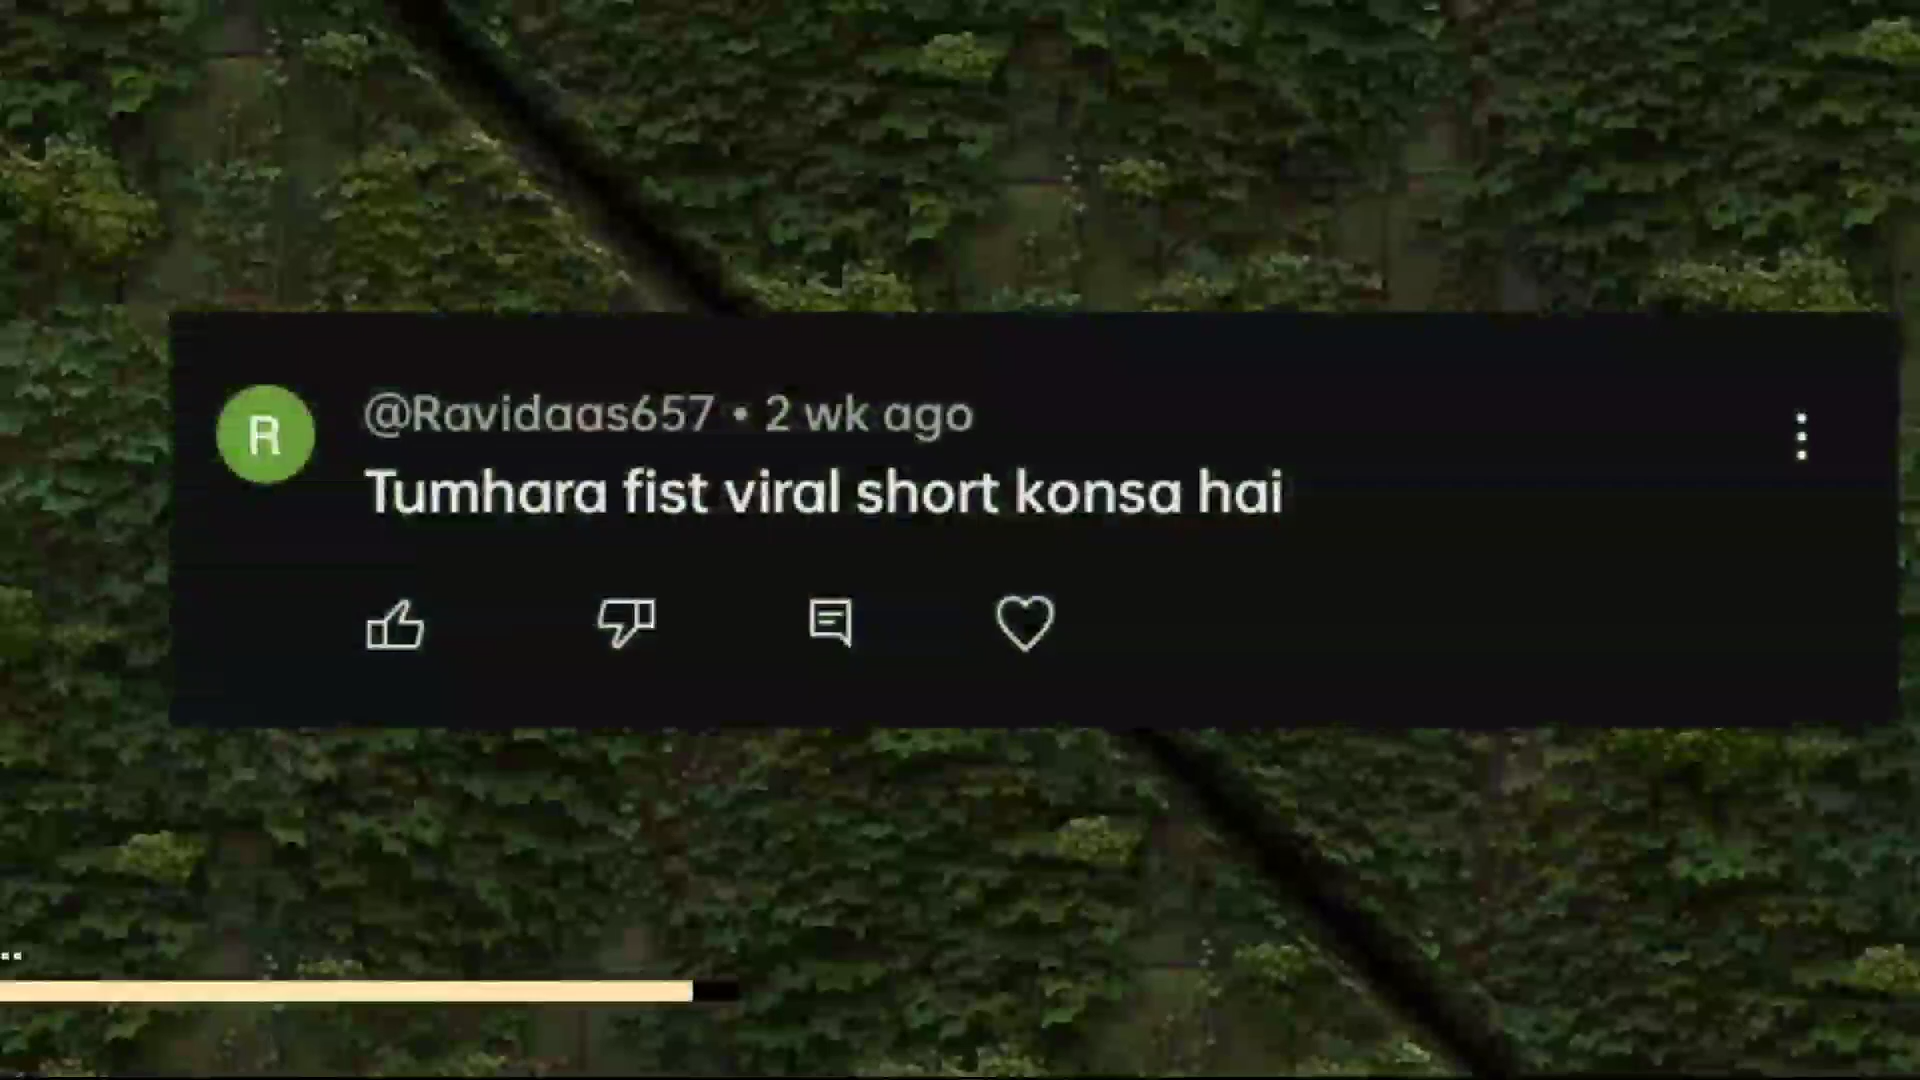 R
@Ravidaas657 • 2 wk ago
Tumhara fist viral short konsa hai
..